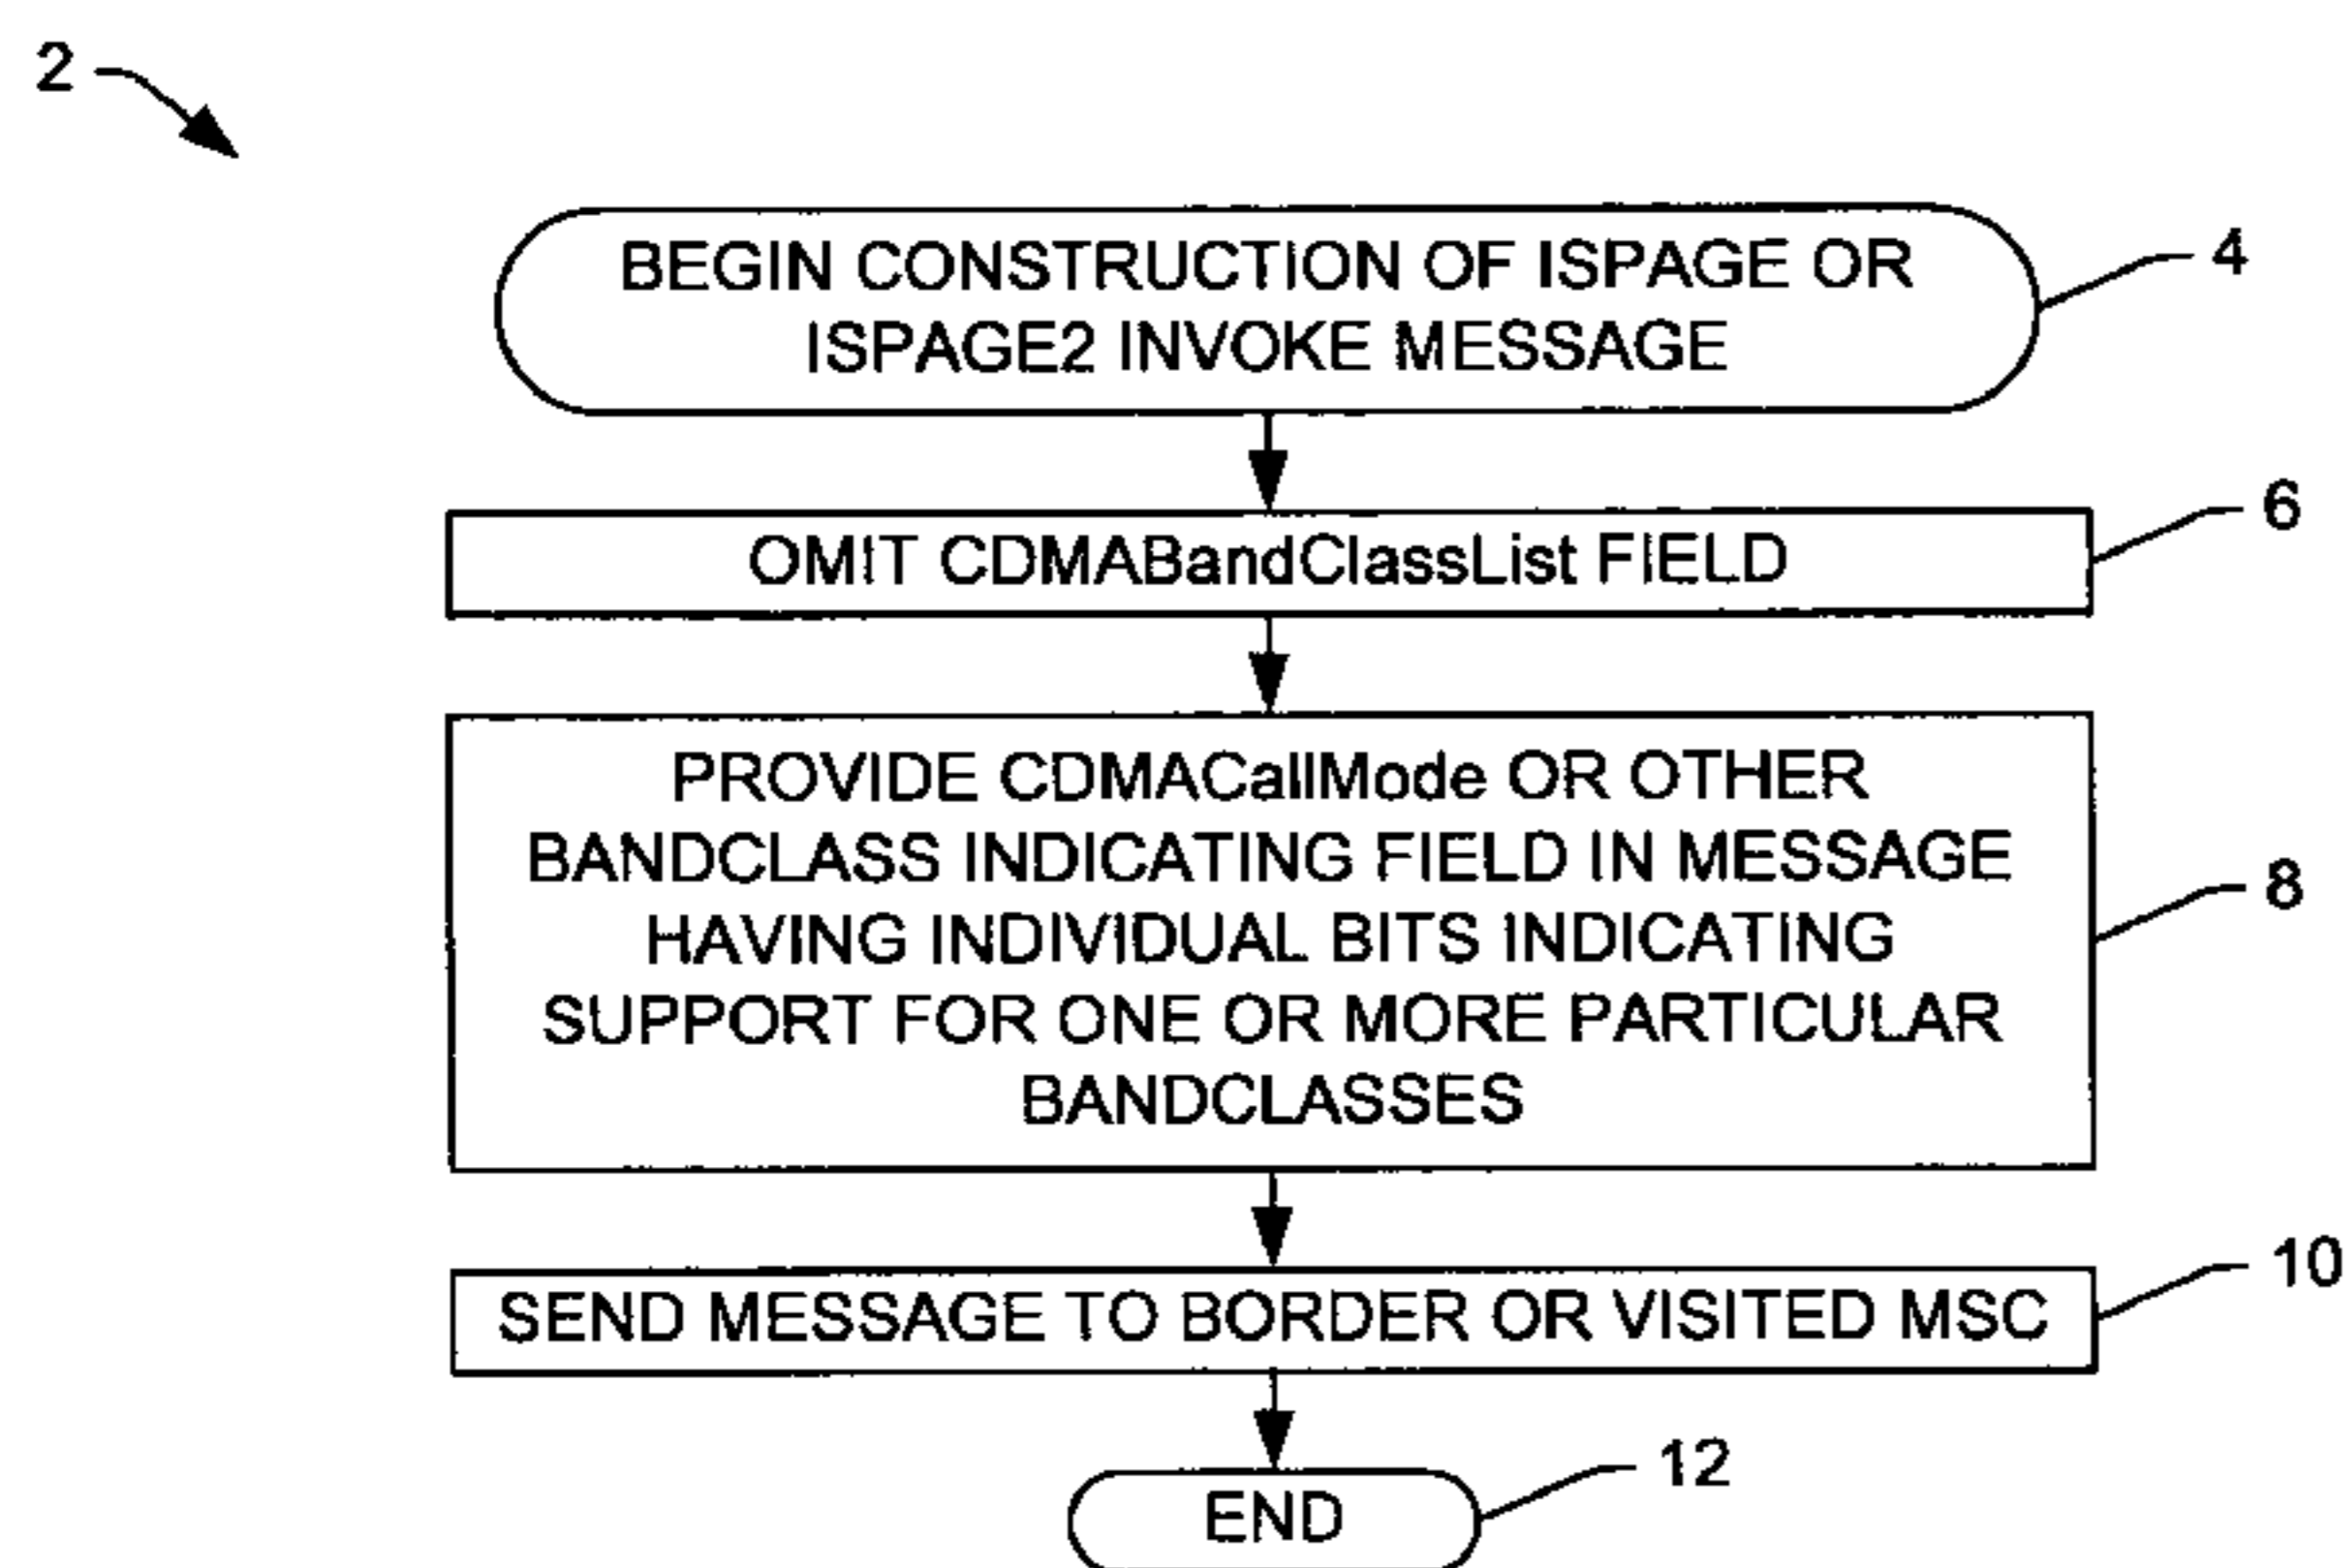 2
BEGIN CONSTRUCTION OF ISPAGE OR
ISPAGE2 INVOKE MESSAGE
4
OMIT CDMABandClassList FIELD
6
PROVIDE CDMACallMode OR OTHER
BANDCLASS INDICATING FIELD IN MESSAGE
HAVING INDIVIDUAL BITS INDICATING
SUPPORT FOR ONE OR MORE PARTICULAR
BANDCLASSES
8
SEND MESSAGE TO BORDER OR VISITED MSC
10
END
12